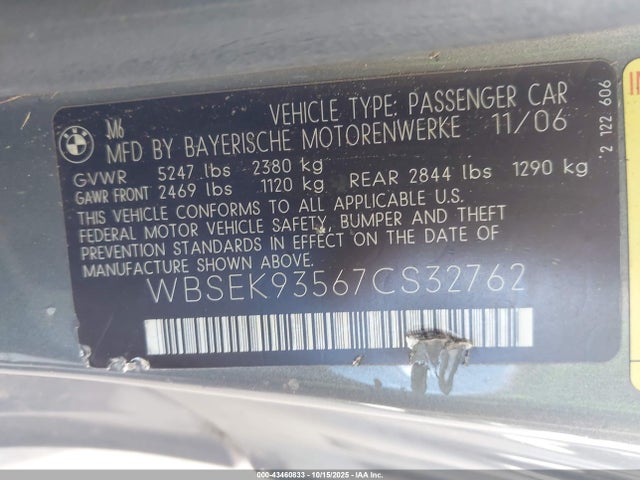 BMW
M6
VEHICLE TYPE: PASSENGER CAR
MFD BY BAYERISCHE MOTORENWERKE 11/06
GVWR 5247 lbs 2380 kg
GAWR FRONT 2469 lbs 1120 kg REAR 2844 lbs 1290 kg
THIS VEHICLE CONFORMS TO ALL APPLICABLE U.S.
FEDERAL MOTOR VEHICLE SAFETY, BUMPER AND THEFT
PREVENTION STANDARDS IN EFFECT ON THE DATE OF
MANUFACTURE SHOWN ABOVE.
WBSEK93567CS32762
2 122 606
000-43460833 - 10/15/2025 - Copart © IAA Inc.